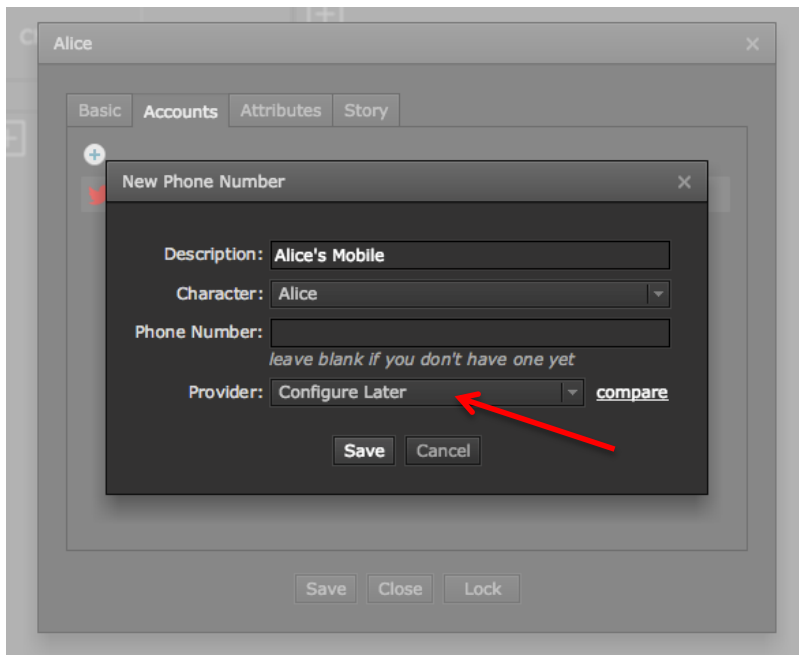 Alice
Basic Accounts Attributes Story
New Phone Number
Description: Alice's Mobile
Character: Alice
Phone Number:
leave blank if you don't have one yet
Provider: Configure Later compare
Save Cancel
Save Close Lock